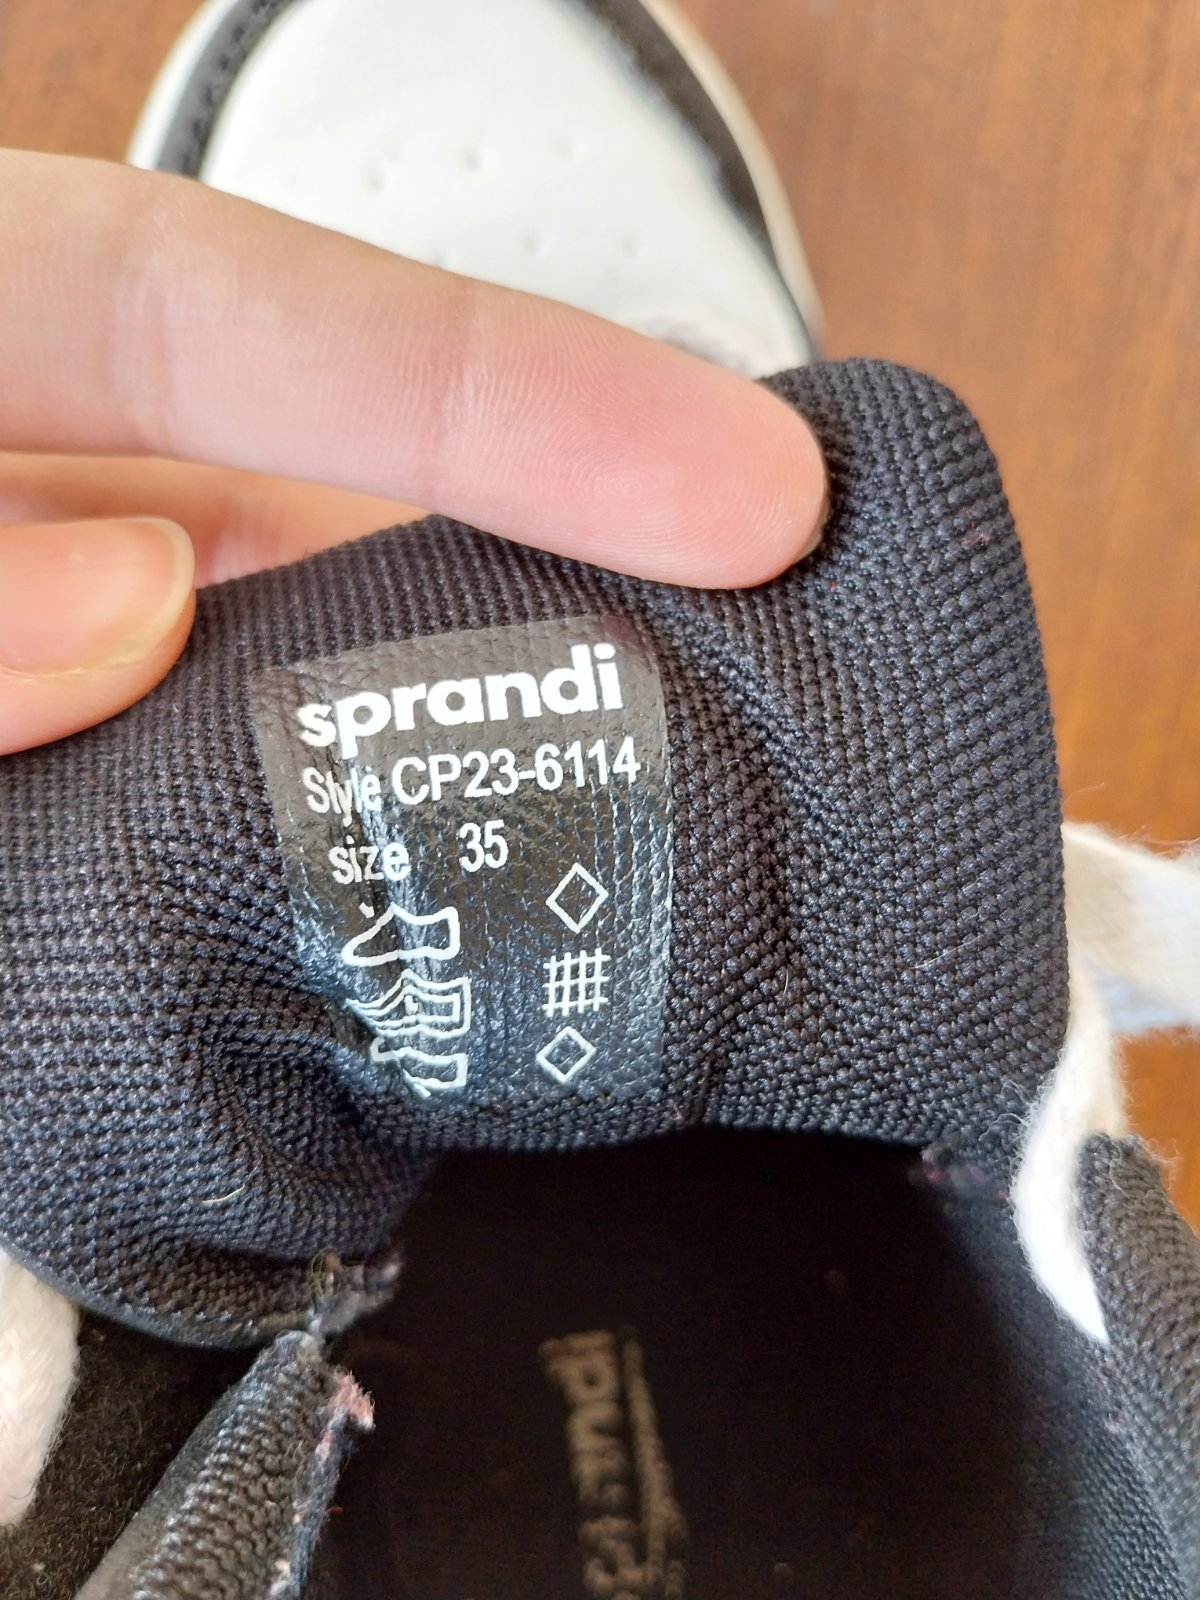 sprandi
Style CP23-6114
size 35